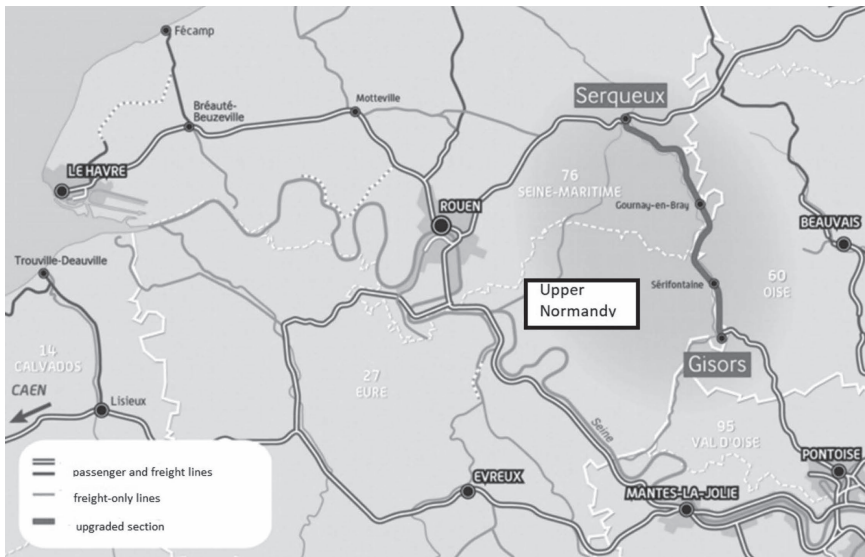 Fécamp
Bréauté-
Beuzeville
Motteville
Serqueux
LE HAVRE
76
SEINE-MARITIME
ROUEN
Gournay-en-Bray
BEAUVAIS
Trouville-Deauville
Sérifontaine
60
OISE
Upper
Normandy
14
CALVADOS
27
EURE
Gisors
CAEN
Lisieux
Seine
95
VAL D'OISE
PONTOISE
EVREUX
MANTES-LA-JOLIE
passenger and freight lines
freight-only lines
upgraded section